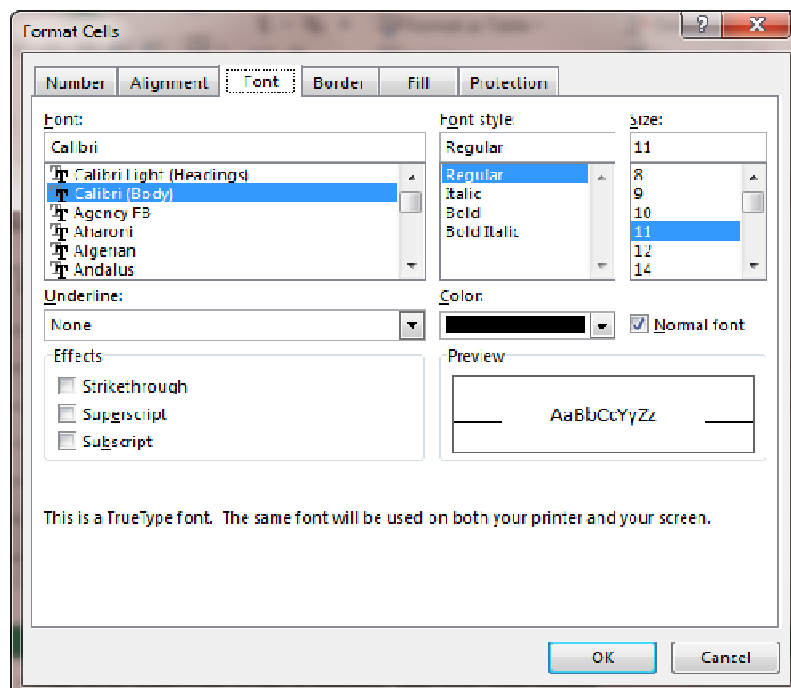 Format Cells
?
Number Alignment Font Border Fill Protection
Font: Font style: Size:
Calibri Regular 11
Calibri Light (Headings) Regular 8
Calibri (Body) Italic 9
Agency FB Bold 10
Aharoni Bold Italic 11
Algerian 12
Andalus 14
Underline: Color:
None Normal font
Effects Preview
Strikethrough
Superscript AaBbCcYyZz
Subscript
This is a TrueType font. The same font will be used on both your printer and your screen.
OK Cancel